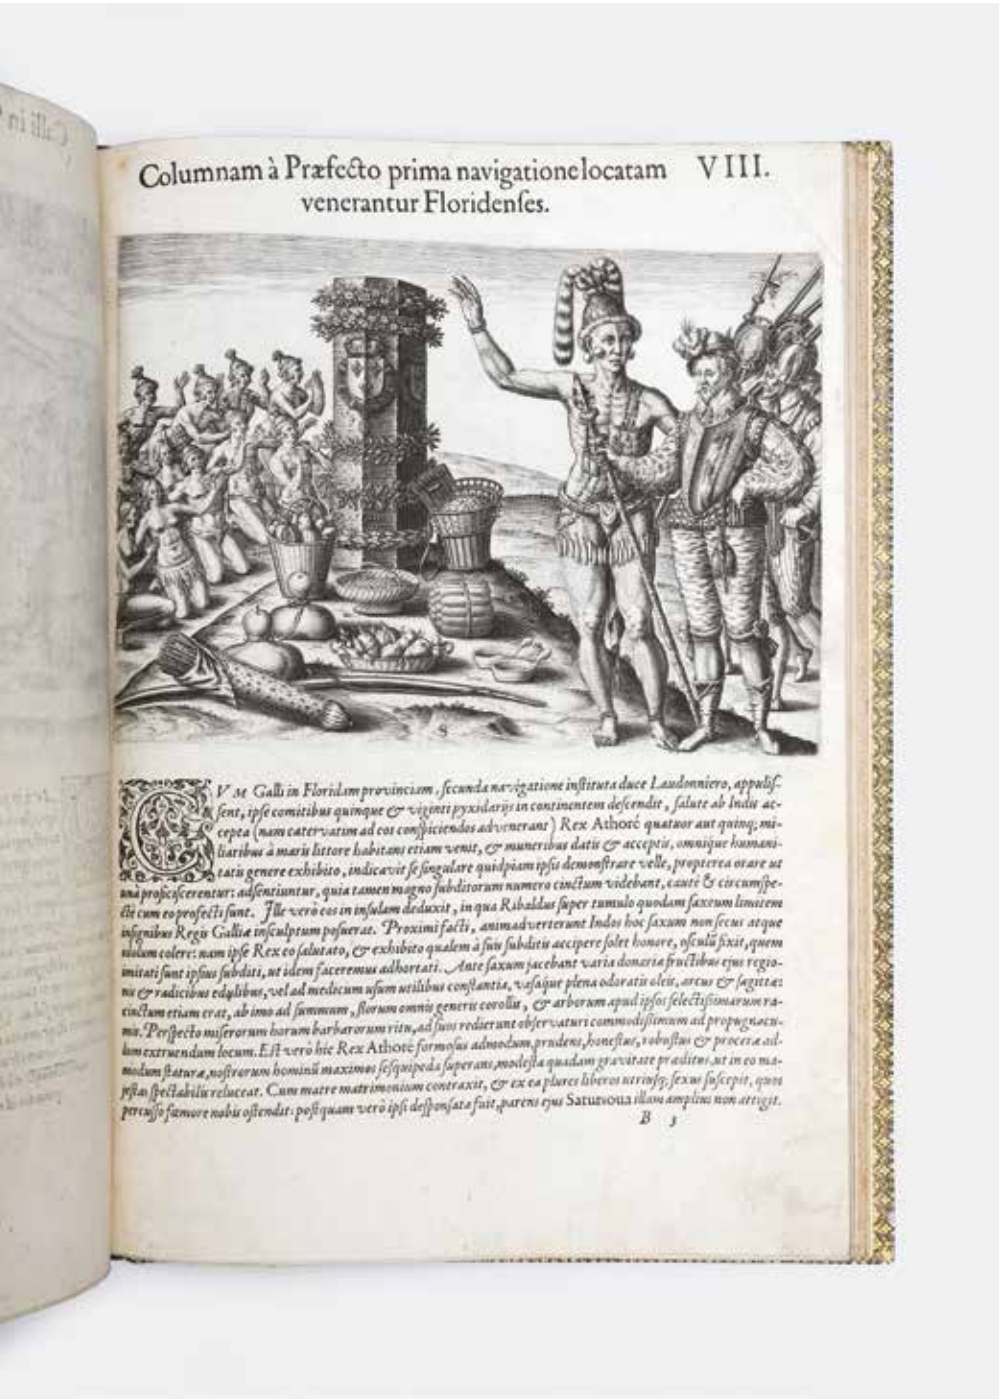 Columnam à Præfecto prima navigatione locatam VIII.
venerantur Floridenſes.
8
CVM Galli in Floridam provinciam, ſecunda navigatione inſtituta duce Laudonniero, appuliſ-
ſent, ipſe comitibus quinque & viginti pyxidarijs in continentem deſcendit, ſalute ab Indis ac-
cepta (nam catervatim ad eos conſpiciendos advenerant) Rex Athoré quatuor aut quinq; mi-
liaribus à maris littore habitans etiam venit, & muneribus datis & acceptis, omnique humani-
tatis genere exhibito, indicavit ſe ſingulare quidpiam ipſis demonſtrare velle, propterea orare ut
unà proficiſcerentur: adſentiuntur, quia tamen magno ſubditorum numero cinctum videbant, cautè & circumſpe-
ctè cum eo profecti ſunt. Ille verò eos in inſulam deduxit, in qua Ribaldus ſuper tumulo quodam ſaxeum limitem
inſignibus Regis Galliæ inſculptum poſuerat. Proximi facti, animadverterunt Indos hoc ſaxum non ſecus atque
idolum colere: nam ipſe Rex eo ſalutato, & exhibito qualem à ſuis ſubditis accipere ſolet honore, oſculū fixit, quem
imitati ſunt ipſius ſubditi, ut idem faceremus adhortati. Ante ſaxum jacebant varia donaria fructibus ejus regio-
nis & radicibus edylibus, vel ad medicum uſum utilibus conſtantia, vaſaque plena odoratis oleis, arcus & ſagittæ:
cinctum etiam erat, ab imo ad ſummum, florum omnis generis corollis, & arborum apud ipſos ſelectiſsimarum ra-
mis. Perſpecto miſerorum horum barbarorum ritu, ad ſuos redierunt obſervaturi commodiſsimum ad propugnacu-
lum extruendum locum. Eſt verò hic Rex Athoré formoſus admodum, prudens, honeſtus, robuſtus & proceræ ad-
modum ſtaturæ, noſtrorum hominū maximos ſeſquipede ſuperans, modeſta quadam gravitate præditus, ut in eo ma-
jeſtas ſpectabilis reluceat. Cum matre matrimonium contraxit, & ex ea plures liberos utriuſq; ſexus ſuſcepit, quos
percuſſo fœmore nobis oſtendit: poſtquam verò ipſi deſponſata fuit, parens ejus Saturioua illam amplius non attigit.
B 3